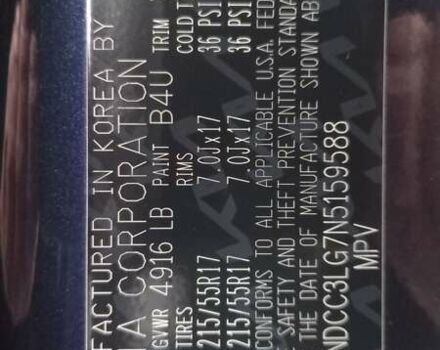 FACTURED IN KOREA BY
IA CORPORATION
GVWR 4916 LB PAINT B4U TRIM
TIRES RIMS COLD T
215/55R17 7.0Jx17 36 PSI
215/55R17 7.0Jx17 36 PSI
CONFORMS TO ALL APPLICABLE U.S.A. FED
SAFETY AND THEFT PREVENTION STANDA
THE DATE OF MANUFACTURE SHOWN AB
NDCC3LG7N5159588
MPV